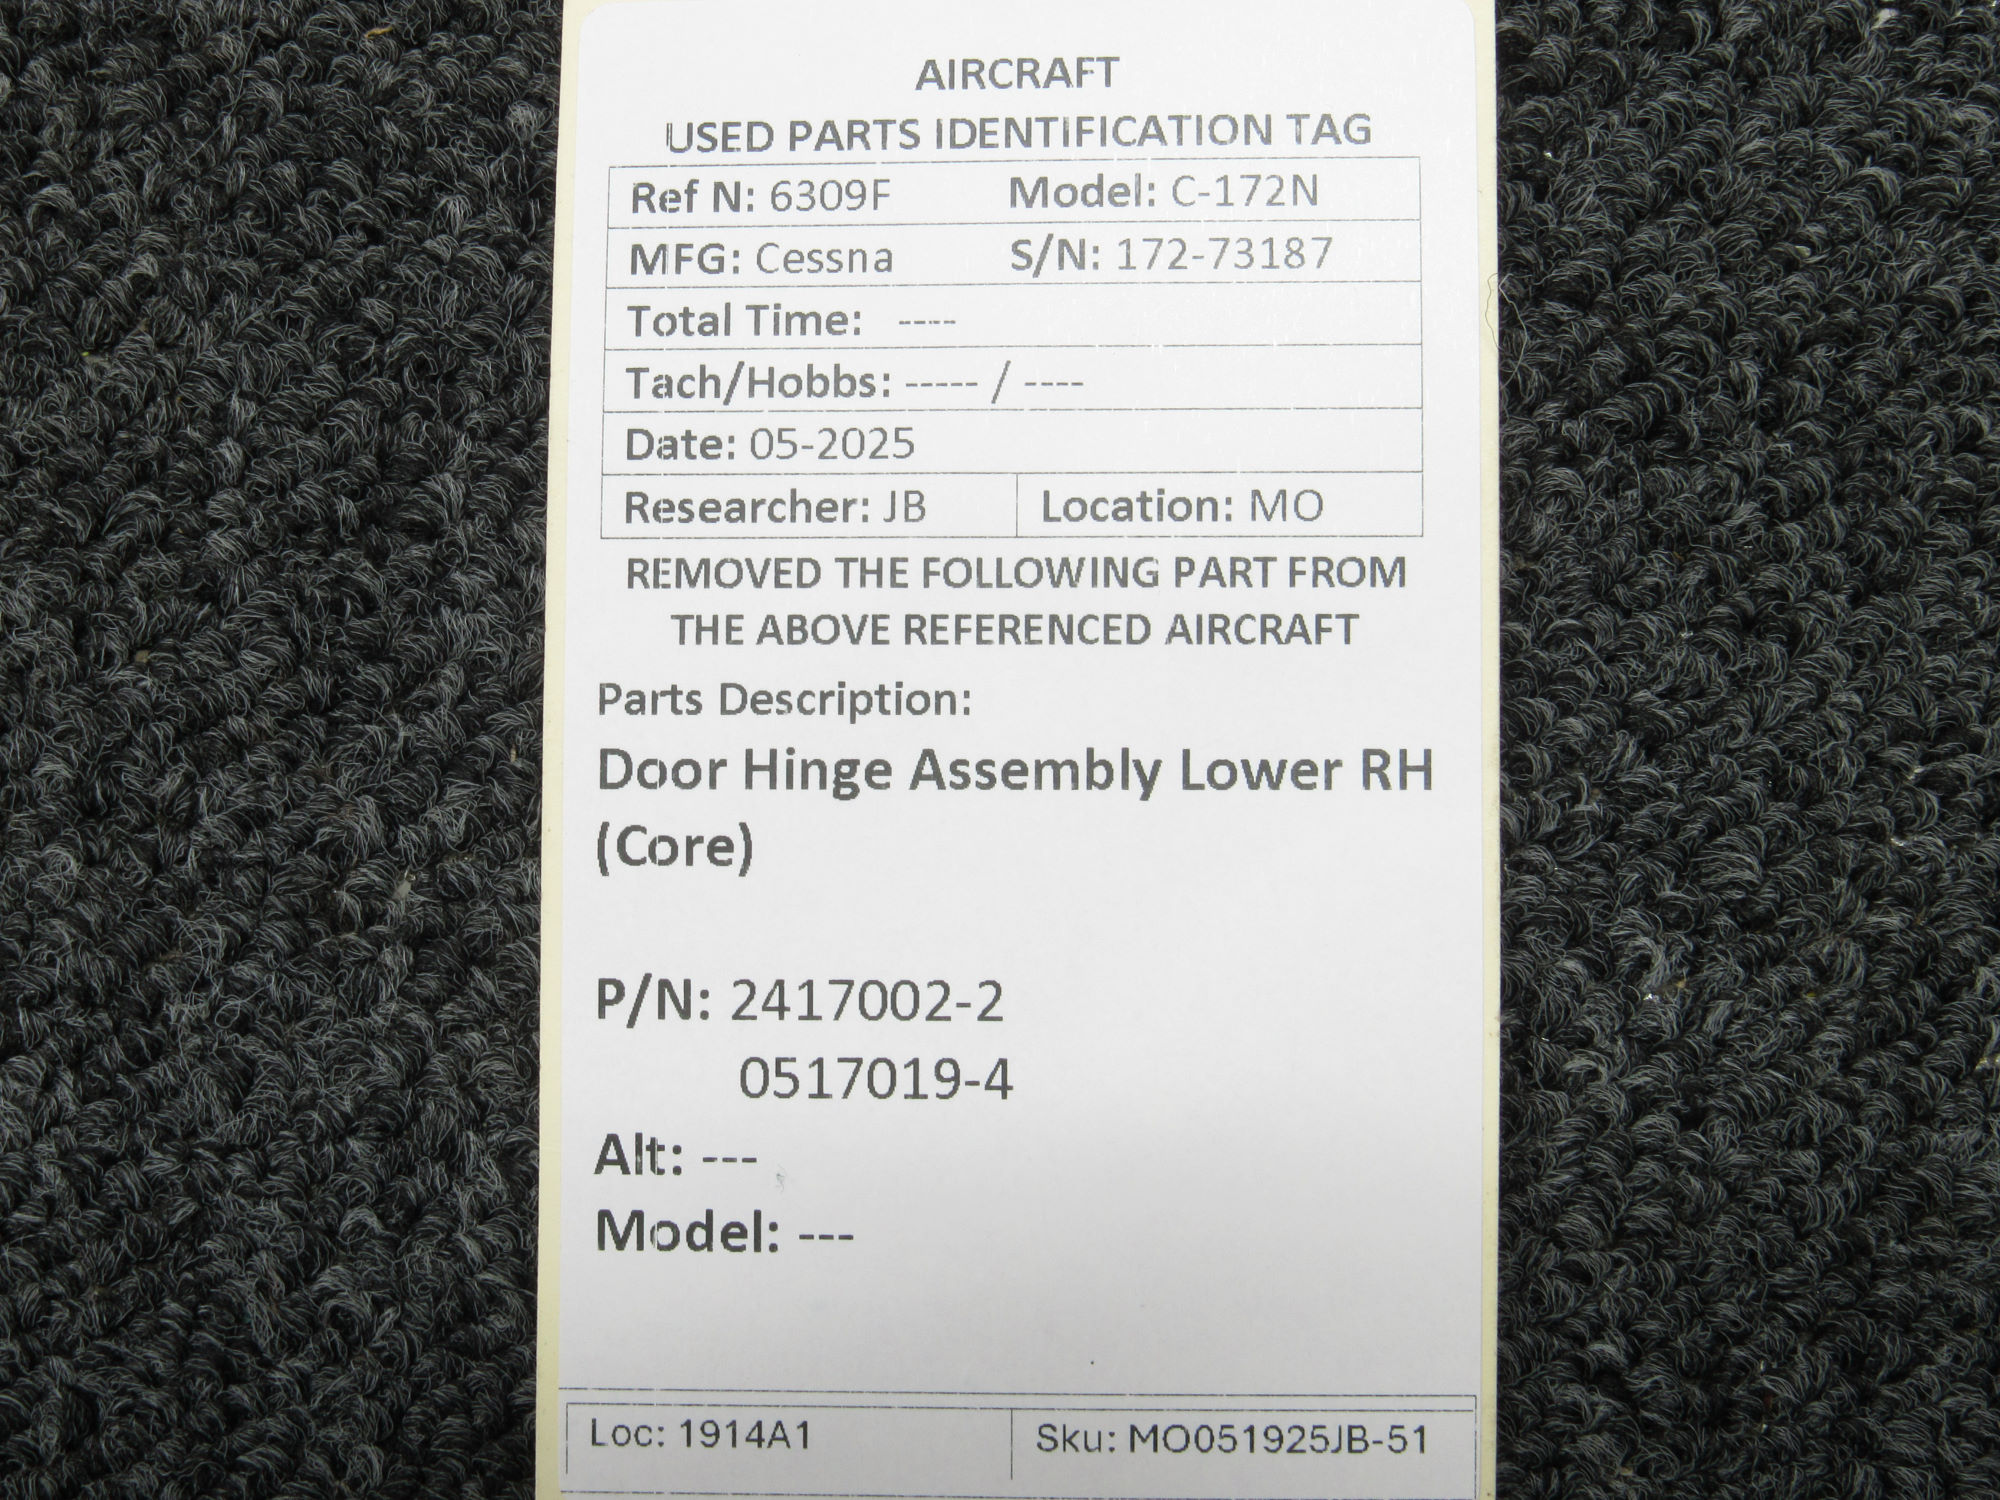 AIRCRAFT
USED PARTS IDENTIFICATION TAG
Ref N: 6309F Model: C-172N
MFG: Cessna S/N: 172-73187
Total Time: ----
Tach/Hobbs: ----- / ----
Date: 05-2025
Researcher: JB Location: MO
REMOVED THE FOLLOWING PART FROM
THE ABOVE REFERENCED AIRCRAFT
Parts Description:
Door Hinge Assembly Lower RH
(Core)
P/N: 2417002-2
0517019-4
Alt: ---
Model: ---
Loc: 1914A1 Sku: MO051925JB-51